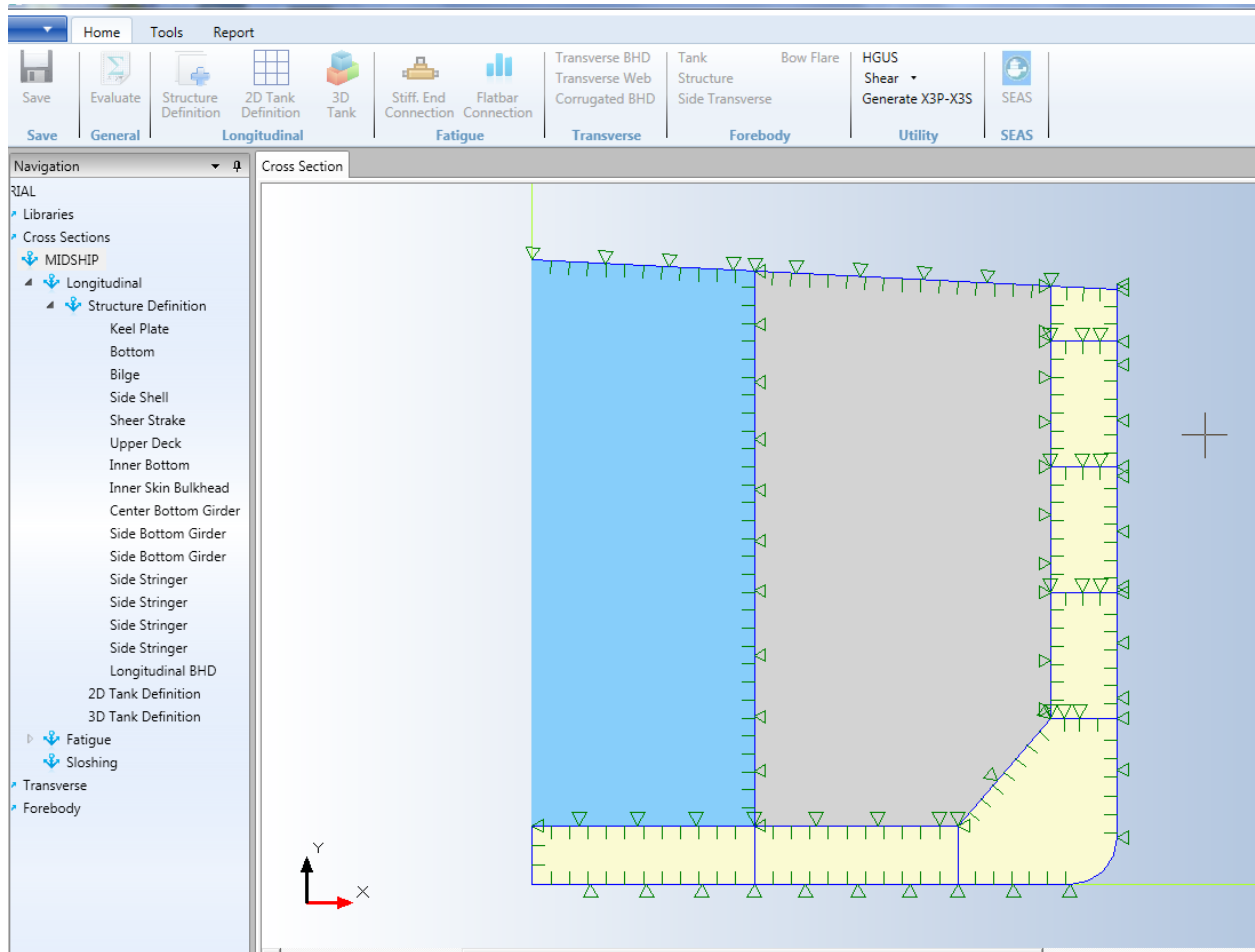 Home Tools Report
Transverse BHD Tank Bow Flare HGUS
Transverse Web Structure Shear
Save Evaluate Structure Definition 2D Tank Definition 3D Tank Stiff. End Connection Flatbar Connection Corrugated BHD Side Transverse Generate X3P-X3S SEAS
Save General Longitudinal Fatigue Transverse Forebody Utility SEAS
Navigation Cross Section
RIAL
Libraries
Cross Sections
MIDSHIP
Longitudinal
Structure Definition
Keel Plate
Bottom
Bilge
Side Shell
Sheer Strake
Upper Deck
Inner Bottom
Inner Skin Bulkhead
Center Bottom Girder
Side Bottom Girder
Side Bottom Girder
Side Stringer
Side Stringer
Side Stringer
Side Stringer
Longitudinal BHD
2D Tank Definition
3D Tank Definition
Fatigue
Sloshing
Transverse
Forebody
Y
X